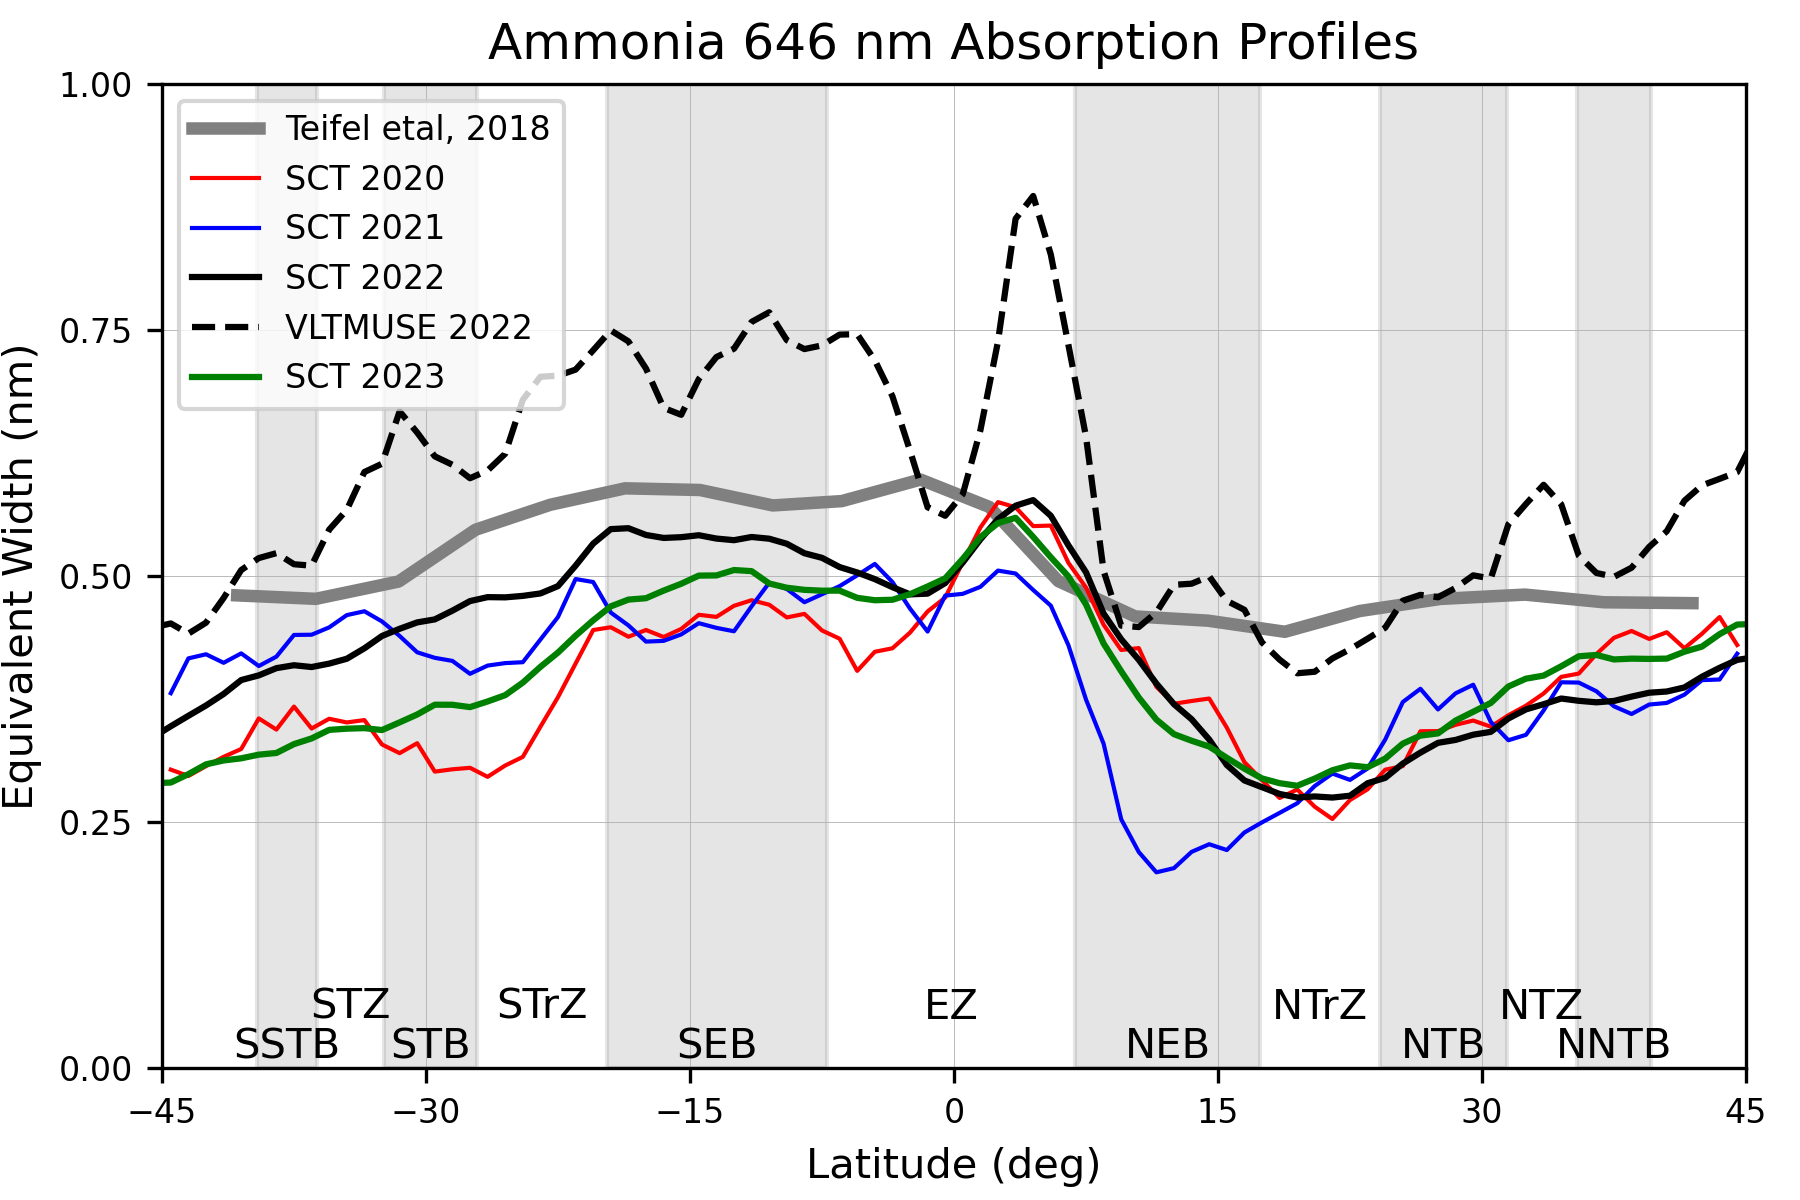 Ammonia 646 nm Absorption Profiles
Equivalent Width (nm)
1.00
0.75
0.50
0.25
0.00
Teifel etal, 2018
SCT 2020
SCT 2021
SCT 2022
VLTMUSE 2022
SCT 2023
STZ STrZ EZ NTrZ NTZ
SSTB STB SEB NEB NTB NNTB
−45 −30 −15 0 15 30 45
Latitude (deg)